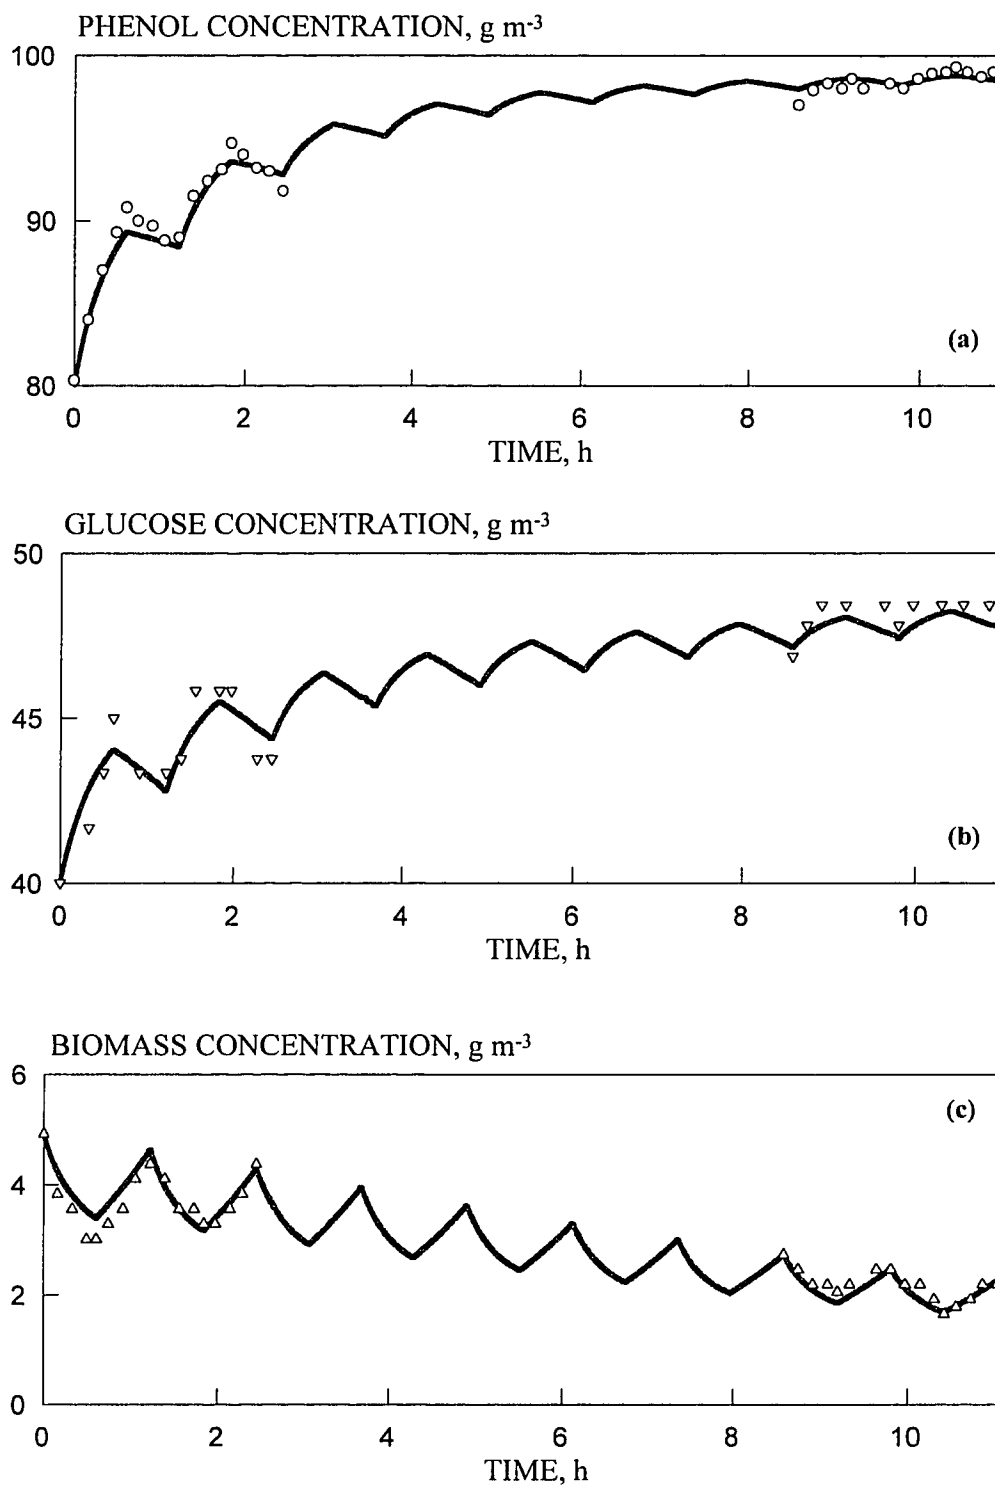 PHENOL CONCENTRATION, g m-3
100
90
80
(a)
0 2 4 6 8 10
TIME, h
GLUCOSE CONCENTRATION, g m-3
50
45
40
(b)
0 2 4 6 8 10
TIME, h
BIOMASS CONCENTRATION, g m-3
6
(c)
4
2
0
0 2 4 6 8 10
TIME, h